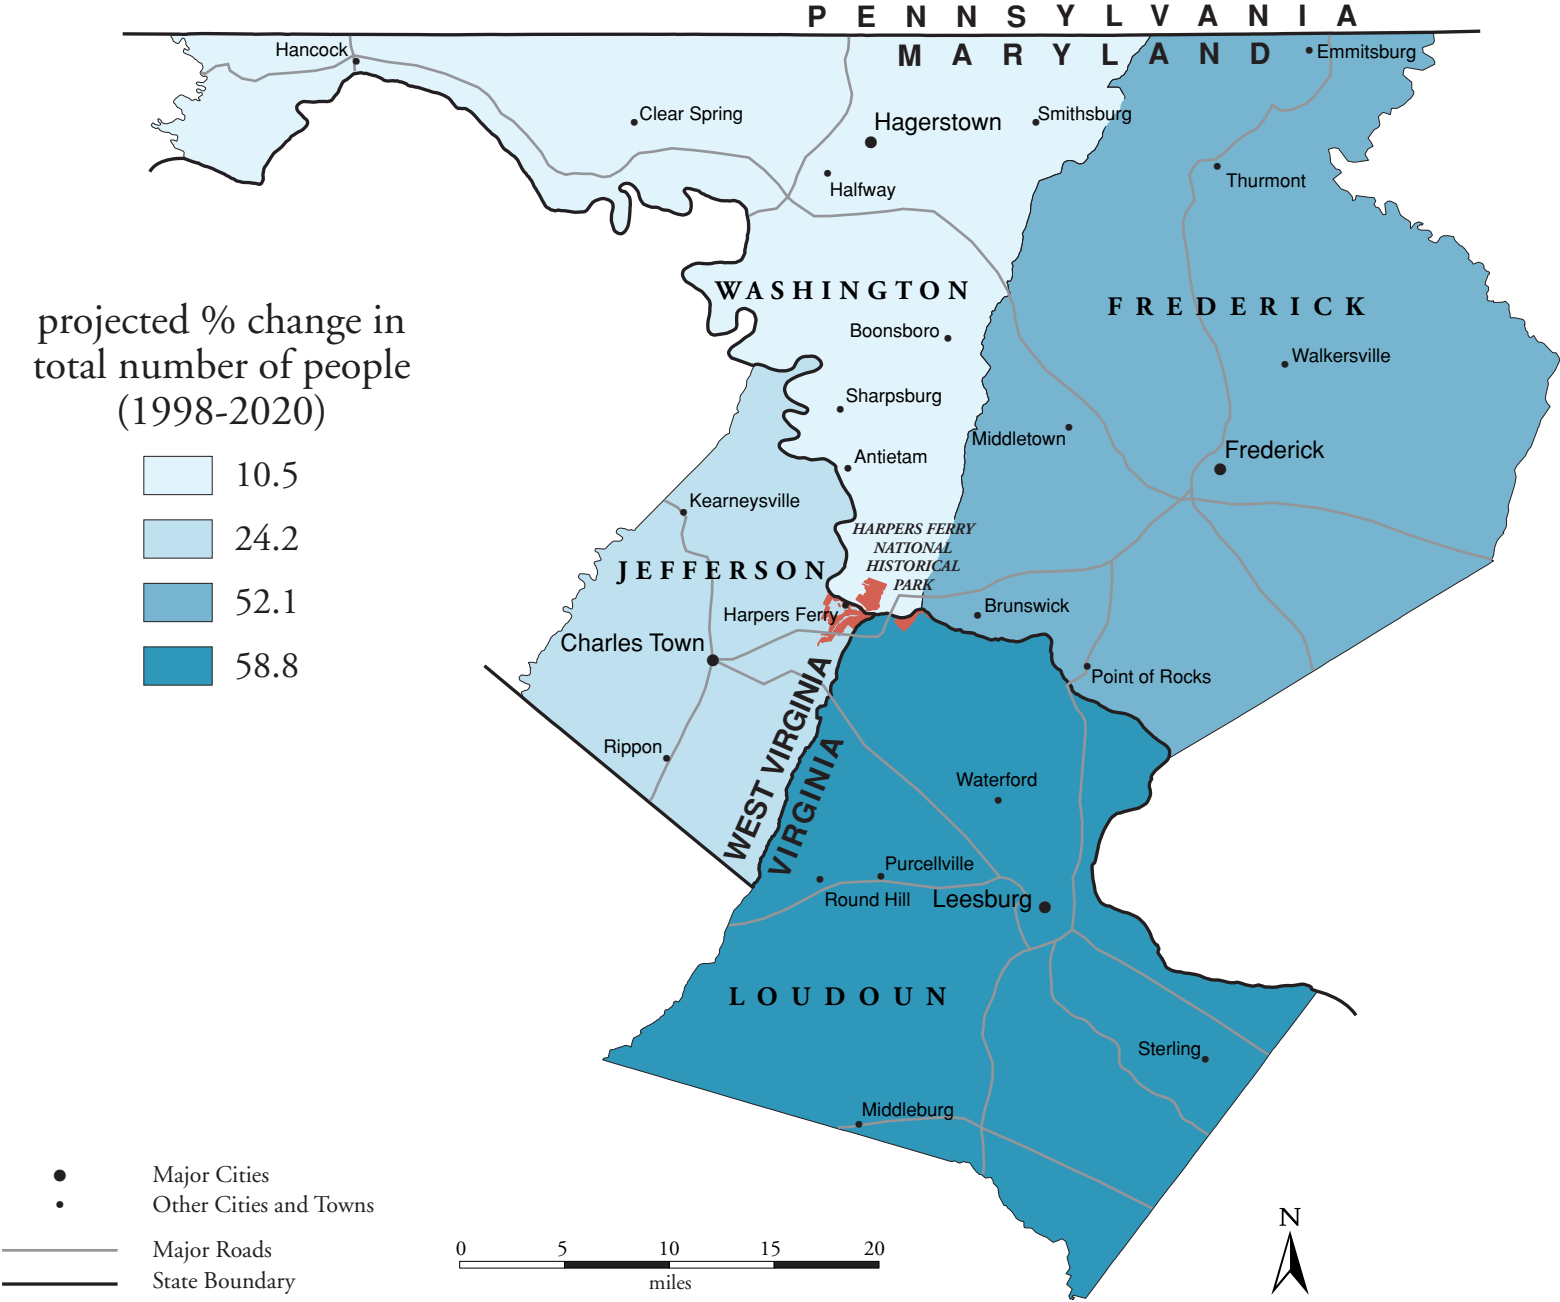 PENNSYLVANIA
MARYLAND
Hancock
Emmitsburg
Clear Spring
Hagerstown
Smithsburg
Halfway
Thurmont
WASHINGTON
FREDERICK
projected % change in
total number of people
(1998-2020)
10.5
24.2
52.1
58.8
Boonsboro
Walkersville
Sharpsburg
Middletown
Frederick
Antietam
Kearneysville
HARPERS FERRY
NATIONAL
HISTORICAL
PARK
JEFFERSON
Harpers Ferry
Brunswick
Charles Town
Point of Rocks
WEST VIRGINIA
VIRGINIA
Rippon
Waterford
Purcellville
Round Hill
Leesburg
LOUDOUN
Sterling
Middleburg
Major Cities
Other Cities and Towns
Major Roads
State Boundary
0 5 10 15 20
miles
N